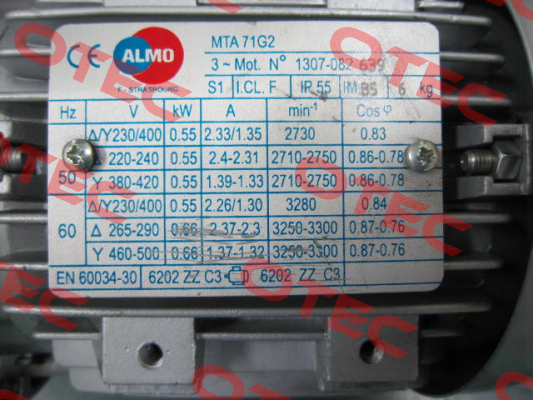 CE ALMO MTA 71G2
3 ~ Mot. N° 1307-082 639
F - STRASBOURG S1 I.CL. F IP 55 IM B5 6 kg
Hz V kW A min-1 Cos φ
Δ/Y230/400 0.55 2.33/1.35 2730 0.83
Δ 220-240 0.55 2.4-2.31 2710-2750 0.86-0.78
50 Y 380-420 0.55 1.39-1.33 2710-2750 0.86-0.78
Δ/Y230/400 0.55 2.26/1.30 3280 0.84
60 Δ 265-290 0.66 2.37-2.3 3250-3300 0.87-0.76
Y 460-500 0.66 1.37-1.32 3250-3300 0.87-0.76
EN 60034-30 6202 ZZ C3 6202 ZZ C3
OTEC